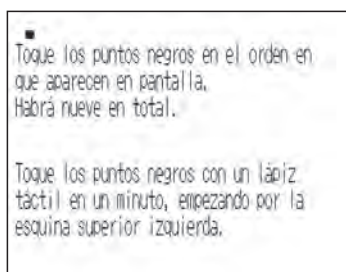 Toque los puntos negros en el orden en
que aparecen en pantalla.
Habrá nueve en total.
Toque los puntos negros con un lápiz
táctil en un minuto, empezando por la
esquina superior izquierda.